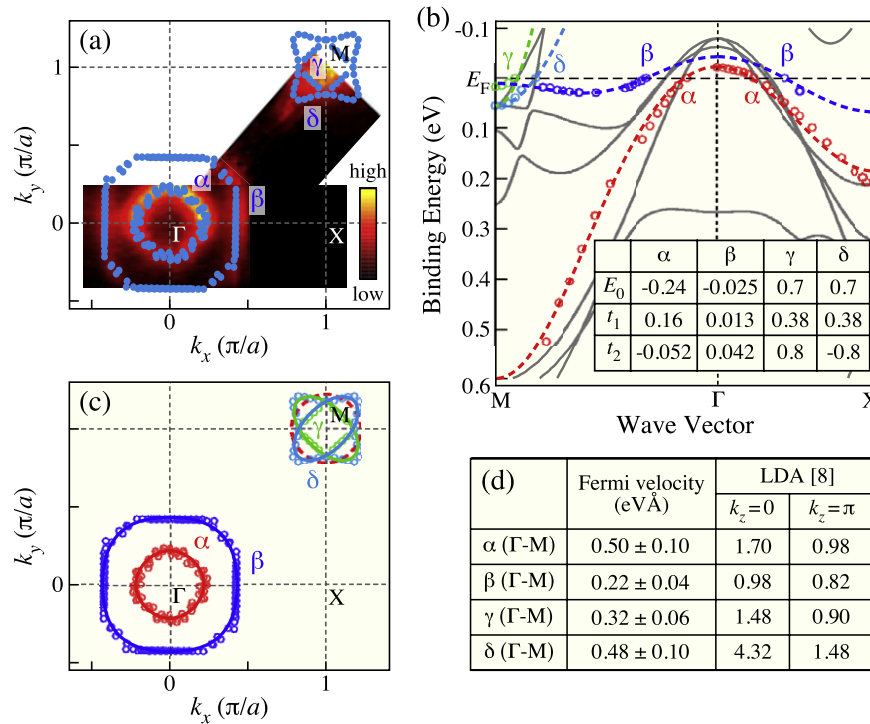 (a)
M
γ
δ
α
β
Γ
X
high
low
1
0
k_y (π/a)
0
1
k_x (π/a)
(b)
-0.1
E_F
0.1
0.2
0.3
0.4
0.5
0.6
Binding Energy (eV)
γ
δ
β
β
α
α
α β γ δ
E_0 -0.24 -0.025 0.7 0.7
t_1 0.16 0.013 0.38 0.38
t_2 -0.052 0.042 0.8 -0.8
M Γ X
Wave Vector
(c)
M
γ
δ
α
β
Γ
X
1
0
k_y (π/a)
0
1
k_x (π/a)
(d) Fermi velocity (eVÅ) LDA [8]
k_z=0 k_z=π
α (Γ-M) 0.50 ± 0.10 1.70 0.98
β (Γ-M) 0.22 ± 0.04 0.98 0.82
γ (Γ-M) 0.32 ± 0.06 1.48 0.90
δ (Γ-M) 0.48 ± 0.10 4.32 1.48